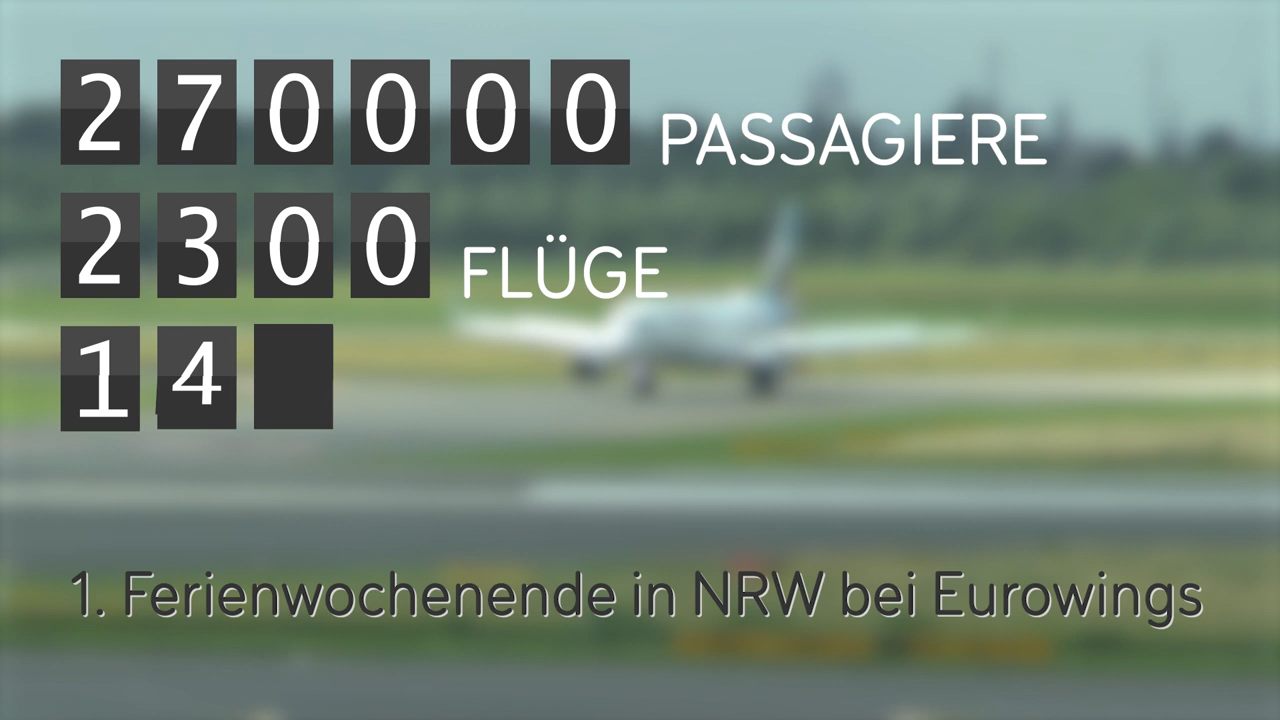 270000 PASSAGIERE
2300 FLÜGE
14
1. Ferienwochenende in NRW bei Eurowings